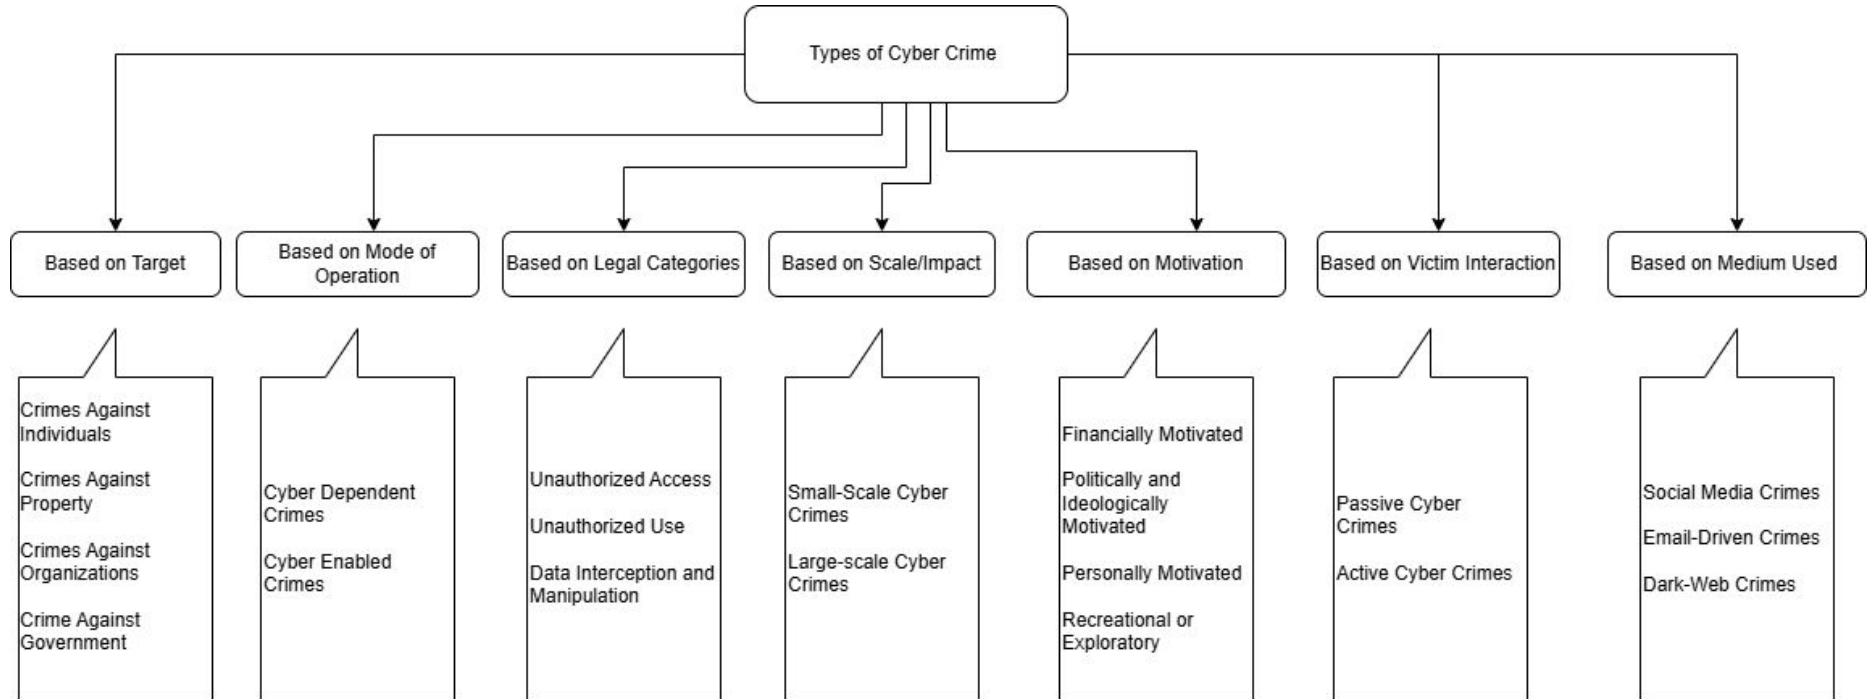 Types of Cyber Crime
Based on Target
Based on Mode of
Operation
Based on Legal Categories
Based on Scale/Impact
Based on Motivation
Based on Victim Interaction
Based on Medium Used
Crimes Against
Individuals
Crimes Against
Property
Crimes Against
Organizations
Crime Against
Government
Cyber Dependent
Crimes
Cyber Enabled
Crimes
Unauthorized Access
Unauthorized Use
Data Interception and
Manipulation
Small-Scale Cyber
Crimes
Large-scale Cyber
Crimes
Financially Motivated
Politically and
Ideologically
Motivated
Personally Motivated
Recreational or
Exploratory
Passive Cyber
Crimes
Active Cyber Crimes
Social Media Crimes
Email-Driven Crimes
Dark-Web Crimes